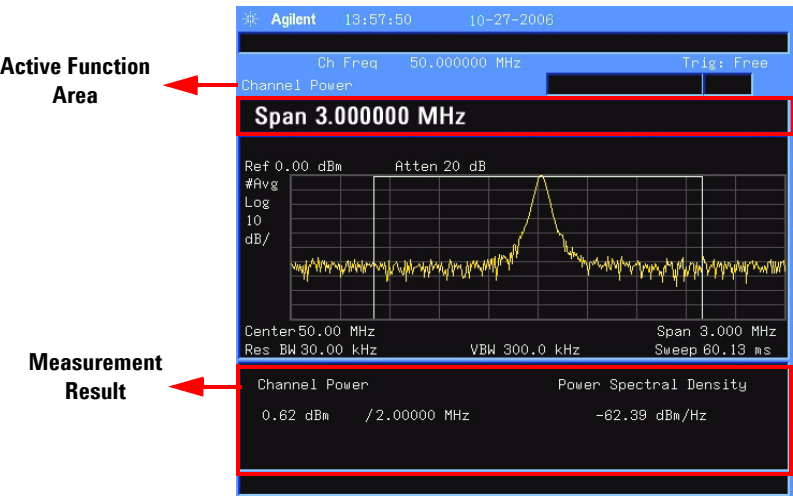 Agilent 13:57:50 10-27-2006
Ch Freq 50.000000 MHz Trig: Free
Channel Power
Active Function
Area
Span 3.000000 MHz
Ref 0.00 dBm Atten 20 dB
#Avg
Log
10
dB/
Center 50.00 MHz Span 3.000 MHz
Res BW 30.00 kHz VBW 300.0 kHz Sweep 60.13 ms
Measurement
Result
Channel Power Power Spectral Density
0.62 dBm /2.00000 MHz -62.39 dBm/Hz